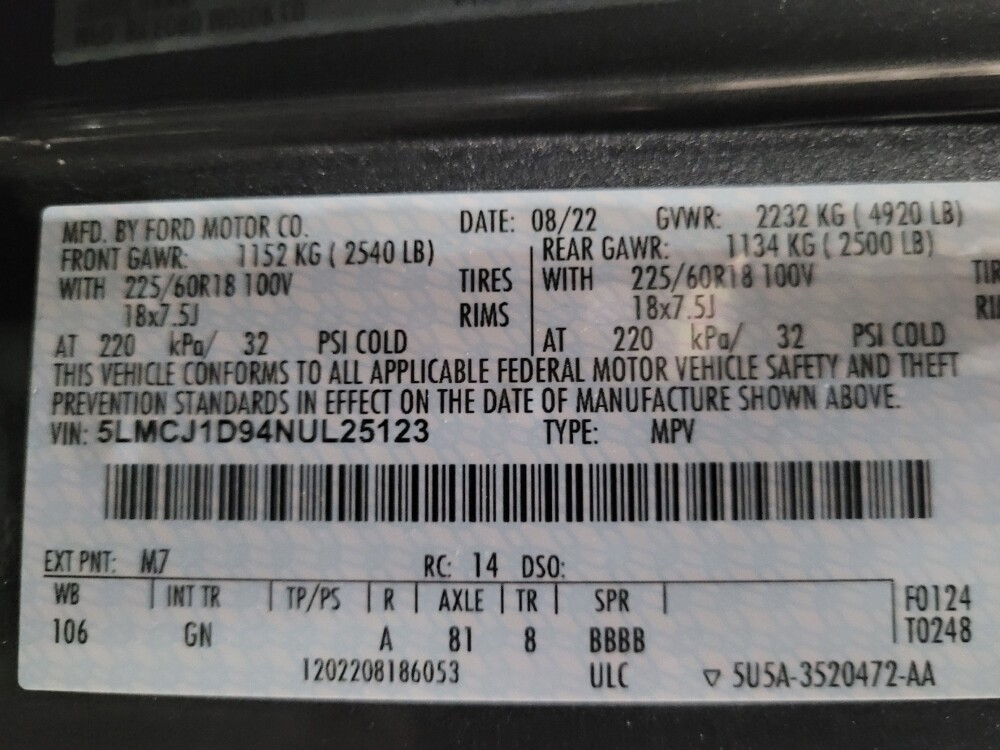 MFD. BY FORD MOTOR CO. DATE: 08/22 GVWR: 2232 KG ( 4920 LB)
FRONT GAWR: 1152 KG ( 2540 LB) REAR GAWR: 1134 KG ( 2500 LB)
WITH 225/60R18 100V TIRES WITH 225/60R18 100V TIR
18x7.5J RIMS 18x7.5J RI
AT 220 kPa/ 32 PSI COLD AT 220 kPa/ 32 PSI COLD
THIS VEHICLE CONFORMS TO ALL APPLICABLE FEDERAL MOTOR VEHICLE SAFETY AND THEFT
PREVENTION STANDARDS IN EFFECT ON THE DATE OF MANUFACTURE SHOWN ABOVE.
VIN: 5LMCJ1D94NUL25123 TYPE: MPV
EXT PNT: M7 RC: 14 DSO:
WB INT TR TP/PS R AXLE TR SPR F0124
106 GN A 81 8 BBBB T0248
1202208186053 ULC ▽ 5U5A-3520472-AA